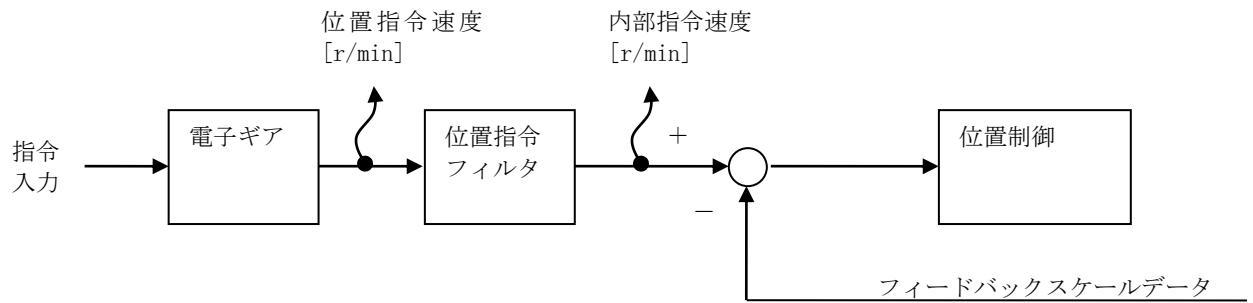 位置指令速度
[r/min]
内部指令速度
[r/min]
指令
入力
電子ギア
位置指令
フィルタ
＋
－
位置制御
フィードバックスケールデータ